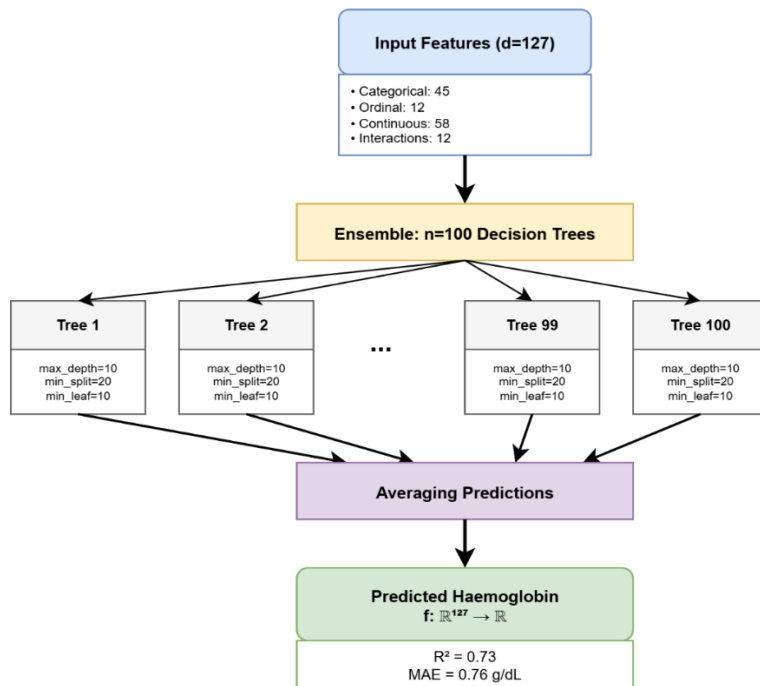 Input Features (d=127)
• Categorical: 45
• Ordinal: 12
• Continuous: 58
• Interactions: 12
Ensemble: n=100 Decision Trees
Tree 1
max_depth=10
min_split=20
min_leaf=10
Tree 2
max_depth=10
min_split=20
min_leaf=10
...
Tree 99
max_depth=10
min_split=20
min_leaf=10
Tree 100
max_depth=10
min_split=20
min_leaf=10
Averaging Predictions
Predicted Haemoglobin
f: ℝ¹²⁷ → ℝ
R² = 0.73
MAE = 0.76 g/dL